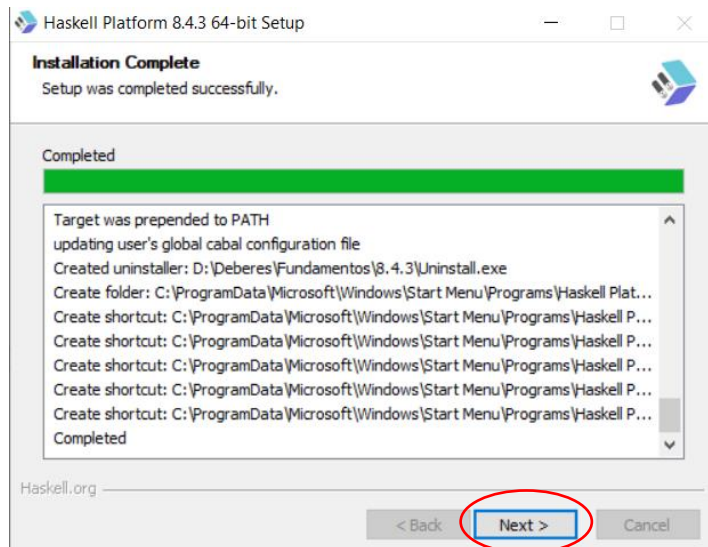 Haskell Platform 8.4.3 64-bit Setup
Installation Complete
Setup was completed successfully.
Completed
Target was prepended to PATH
updating user's global cabal configuration file
Created uninstaller: D:\Deberes\Fundamentos\8.4.3\Uninstall.exe
Create folder: C:\ProgramData\Microsoft\Windows\Start Menu\Programs\Haskell Plat...
Create shortcut: C:\ProgramData\Microsoft\Windows\Start Menu\Programs\Haskell P...
Create shortcut: C:\ProgramData\Microsoft\Windows\Start Menu\Programs\Haskell P...
Create shortcut: C:\ProgramData\Microsoft\Windows\Start Menu\Programs\Haskell P...
Create shortcut: C:\ProgramData\Microsoft\Windows\Start Menu\Programs\Haskell P...
Create shortcut: C:\ProgramData\Microsoft\Windows\Start Menu\Programs\Haskell P...
Completed
Haskell.org
< Back Next > Cancel